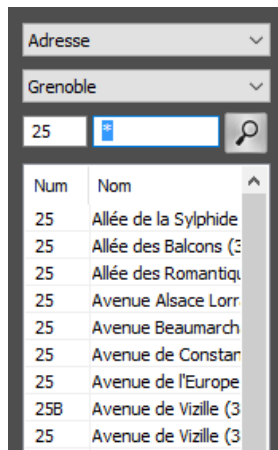 Adresse
Grenoble
25 *
Num Nom
25 Allée de la Sylphide
25 Allée des Balcons (3
25 Allée des Romantiqu
25 Avenue Alsace Lorr
25 Avenue Beaumarch
25 Avenue de Constan
25 Avenue de l'Europe
25B Avenue de Vizille (3
25 Avenue de Vizille (3